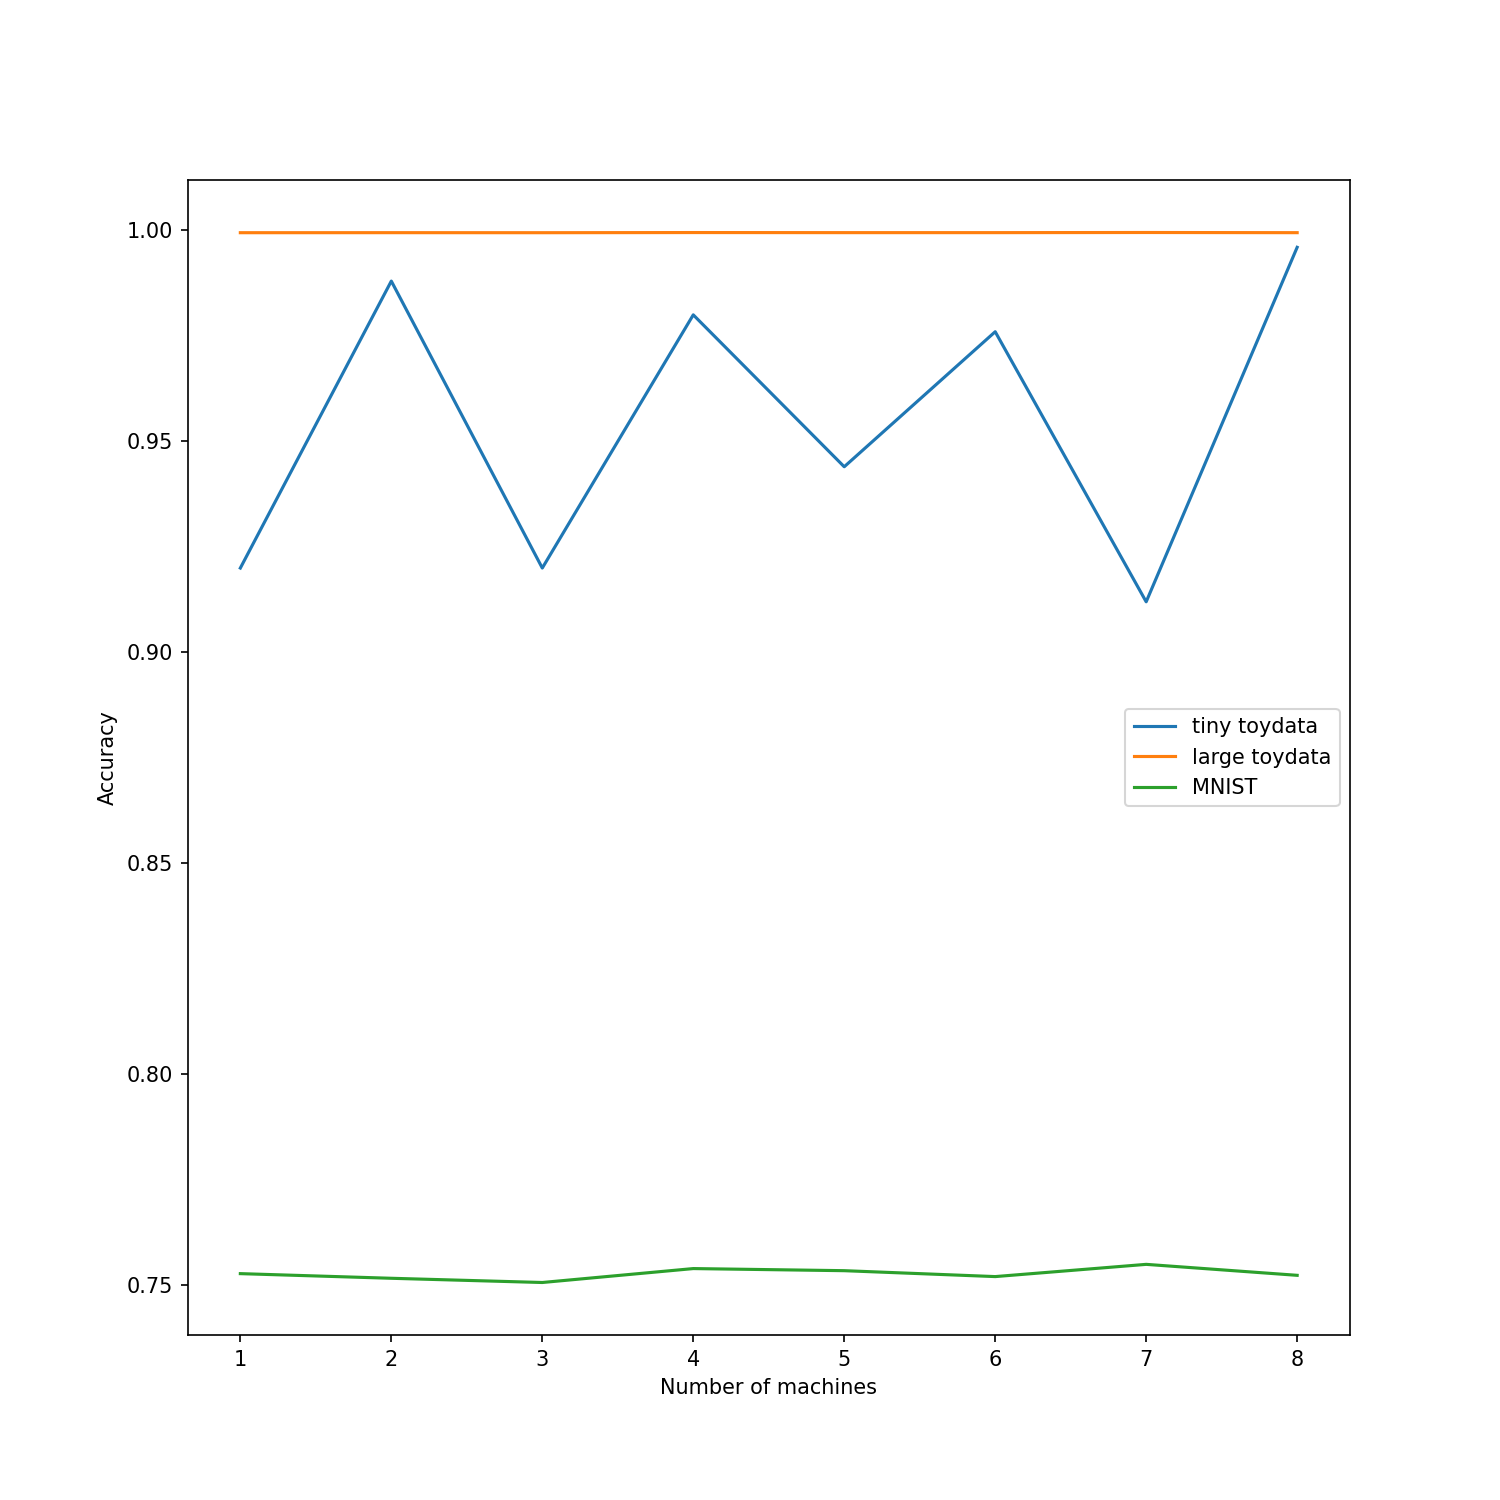 1.00
0.95
0.90
0.85
0.80
0.75
Accuracy
tiny toydata
large toydata
MNIST
1 2 3 4 5 6 7 8
Number of machines